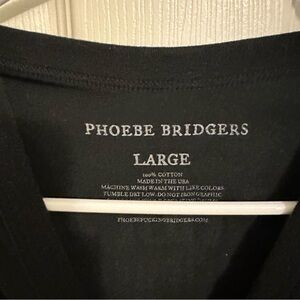 PHOEBE BRIDGERS
LARGE
100% COTTON
MADE IN THE USA
MACHINE WASH WARM WITH LIKE COLORS
TUMBLE DRY LOW. DO NOT IRON GRAPHIC
PHOEBEFUCKINGBRIDGERS.COM